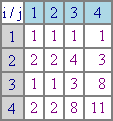 i/j 1 2 3 4
1 1 1 1 1
2 2 2 4 3
3 1 1 3 8
4 2 2 8 11